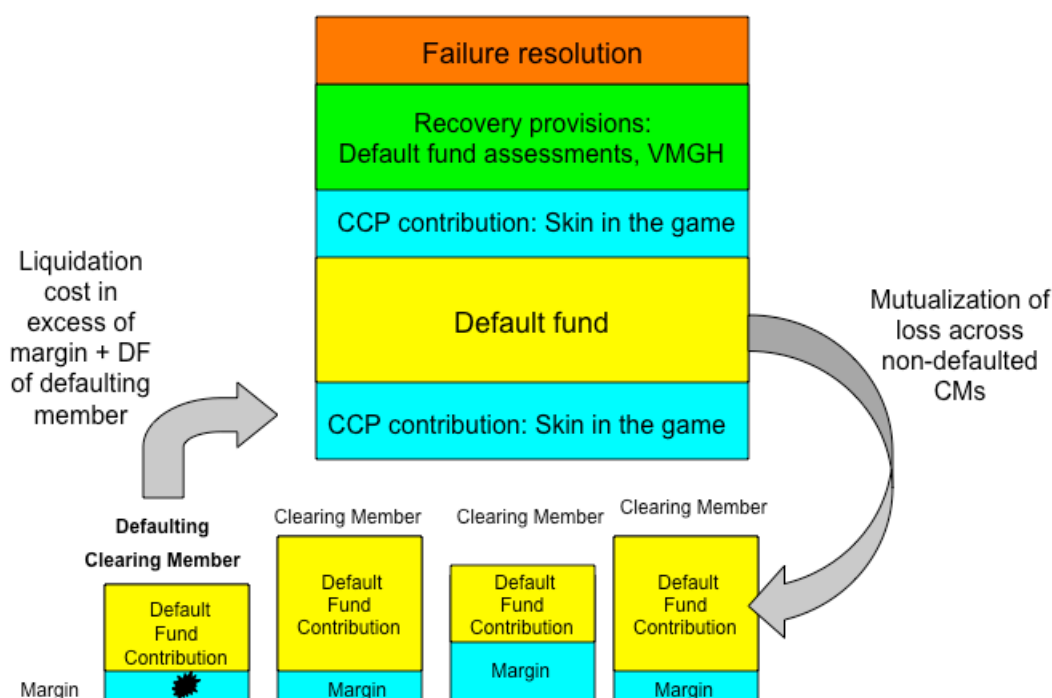 Failure resolution
Recovery provisions:
Default fund assessments, VMGH
CCP contribution: Skin in the game
Default fund
CCP contribution: Skin in the game
Liquidation
cost in
excess of
margin + DF
of defaulting
member
Mutualization of
loss across
non-defaulted
CMs
Defaulting
Clearing Member
Clearing Member
Clearing Member
Clearing Member
Default
Fund
Contribution
Default
Fund
Contribution
Default
Fund
Contribution
Default
Fund
Contribution
Margin
Margin
Margin
Margin